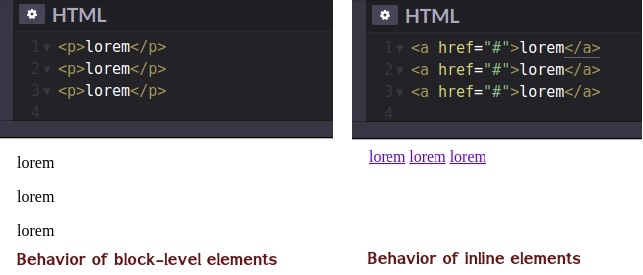 HTML
1 <p>lorem</p>
2 <p>lorem</p>
3 <p>lorem</p>
4
lorem
lorem
lorem
Behavior of block-level elements
HTML
1 <a href="#">lorem</a>
2 <a href="#">lorem</a>
3 <a href="#">lorem</a>
4
lorem lorem lorem
Behavior of inline elements